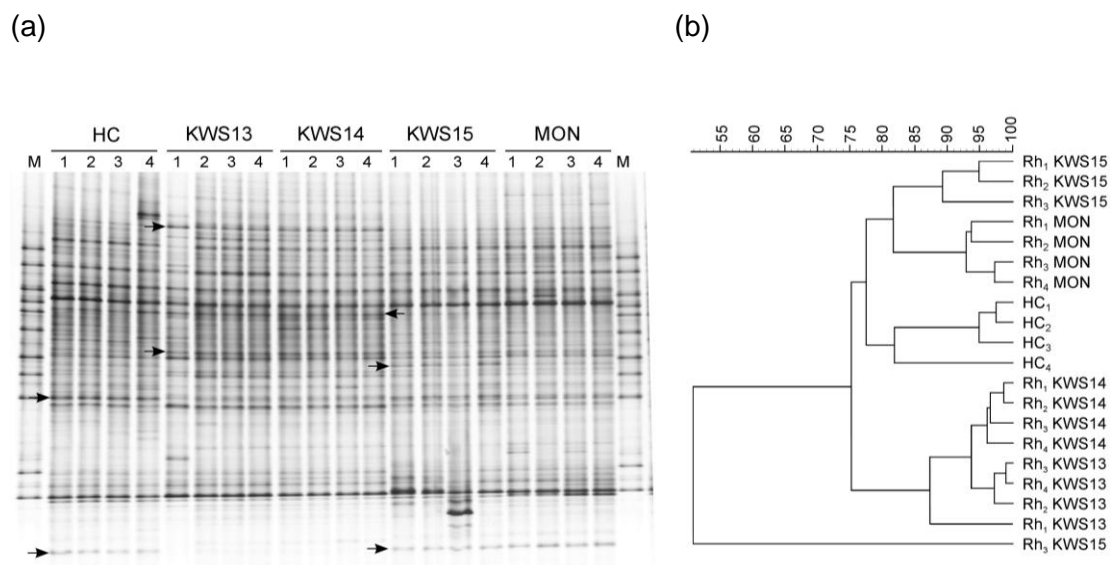 (a)
(b)
HC KWS13 KWS14 KWS15 MON
M 1 2 3 4 1 2 3 4 1 2 3 4 1 2 3 4 1 2 3 4 M
55 60 65 70 75 80 85 90 95 100
Rh1 KWS15
Rh2 KWS15
Rh3 KWS15
Rh1 MON
Rh2 MON
Rh3 MON
Rh4 MON
HC1
HC2
HC3
HC4
Rh1 KWS14
Rh2 KWS14
Rh3 KWS14
Rh4 KWS14
Rh3 KWS13
Rh4 KWS13
Rh2 KWS13
Rh1 KWS13
Rh3 KWS15